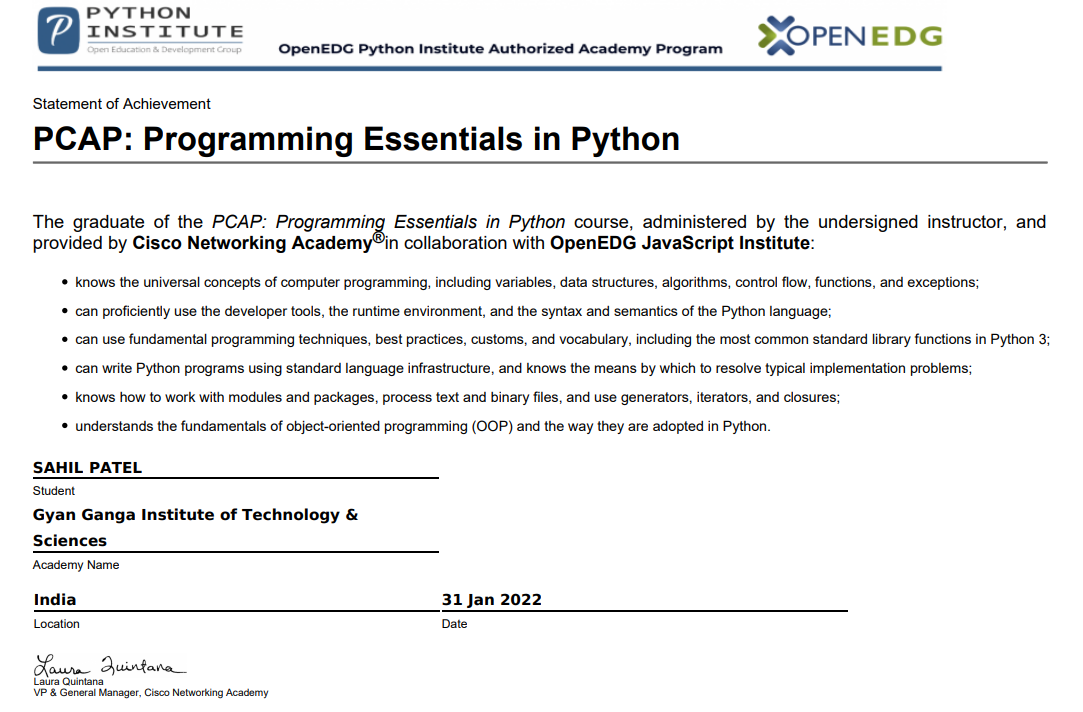 PYTHON
INSTITUTE
Open Education & Development Group
OpenEDG Python Institute Authorized Academy Program
OPENEDG
Statement of Achievement
PCAP: Programming Essentials in Python
The graduate of the PCAP: Programming Essentials in Python course, administered by the undersigned instructor, and
provided by Cisco Networking Academy®in collaboration with OpenEDG JavaScript Institute:
• knows the universal concepts of computer programming, including variables, data structures, algorithms, control flow, functions, and exceptions;
• can proficiently use the developer tools, the runtime environment, and the syntax and semantics of the Python language;
• can use fundamental programming techniques, best practices, customs, and vocabulary, including the most common standard library functions in Python 3;
• can write Python programs using standard language infrastructure, and knows the means by which to resolve typical implementation problems;
• knows how to work with modules and packages, process text and binary files, and use generators, iterators, and closures;
• understands the fundamentals of object-oriented programming (OOP) and the way they are adopted in Python.
SAHIL PATEL
Student
Gyan Ganga Institute of Technology &
Sciences
Academy Name
India
Location
31 Jan 2022
Date
Laura Quintana
Laura Quintana
VP & General Manager, Cisco Networking Academy